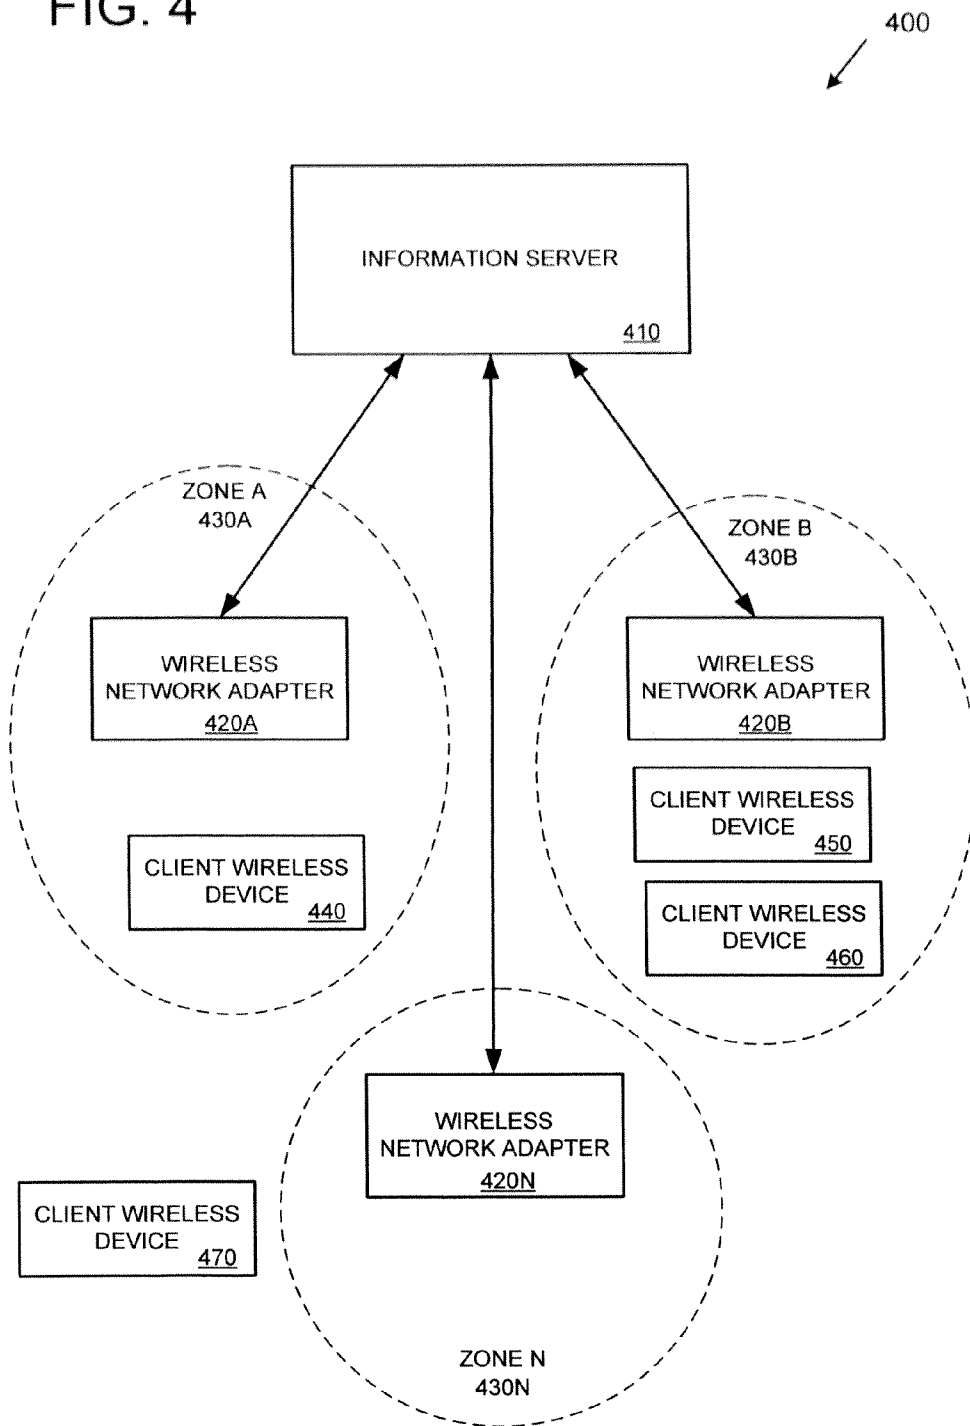 FIG. 4
400
INFORMATION SERVER
410
ZONE A
430A
ZONE B
430B
WIRELESS
NETWORK ADAPTER
420A
WIRELESS
NETWORK ADAPTER
420B
CLIENT WIRELESS
DEVICE
450
CLIENT WIRELESS
DEVICE
440
CLIENT WIRELESS
DEVICE
460
WIRELESS
NETWORK ADAPTER
420N
CLIENT WIRELESS
DEVICE
470
ZONE N
430N